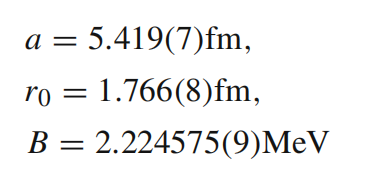 a = 5.419(7)fm,
r₀ = 1.766(8)fm,
B = 2.224575(9)MeV